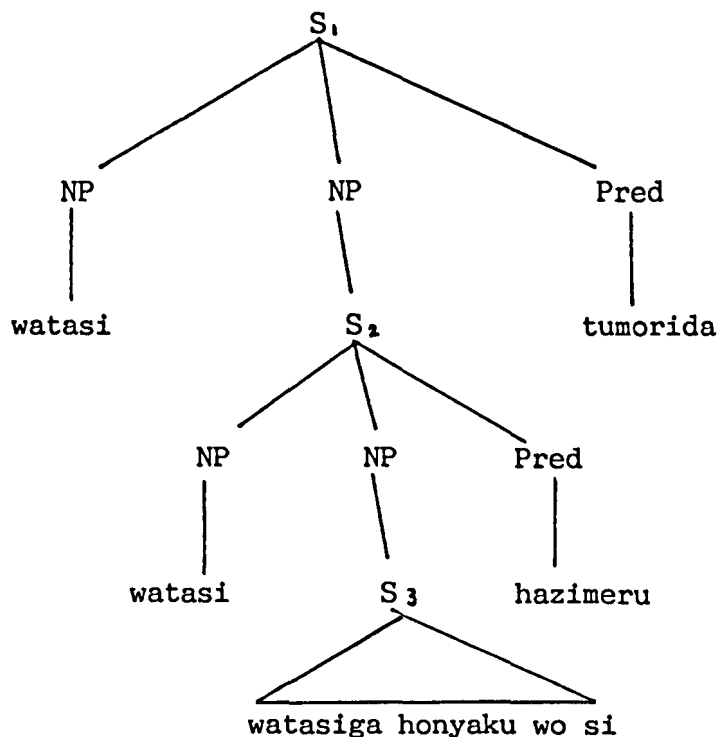 S₁
NP NP Pred
watasi tumorida
S₂
NP NP Pred
watasi S₃ hazimeru
watasiga honyaku wo si